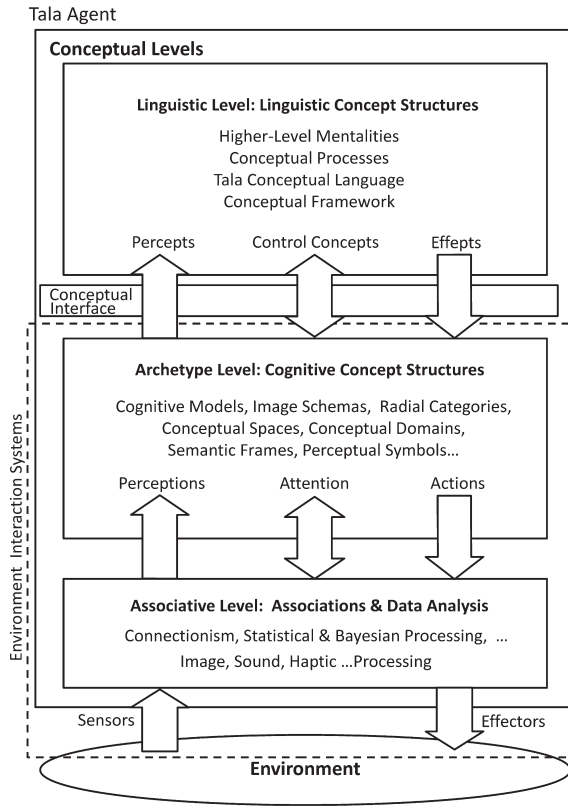 Tala Agent
Conceptual Levels
Linguistic Level: Linguistic Concept Structures
Higher-Level Mentalities
Conceptual Processes
Tala Conceptual Language
Conceptual Framework
Percepts
Control Concepts
Effepts
Conceptual
Interface
Archetype Level: Cognitive Concept Structures
Cognitive Models, Image Schemas, Radial Categories,
Conceptual Spaces, Conceptual Domains,
Semantic Frames, Perceptual Symbols...
Perceptions
Attention
Actions
Environment Interaction Systems
Associative Level: Associations & Data Analysis
Connectionism, Statistical & Bayesian Processing, ...
Image, Sound, Haptic ...Processing
Sensors
Effectors
Environment